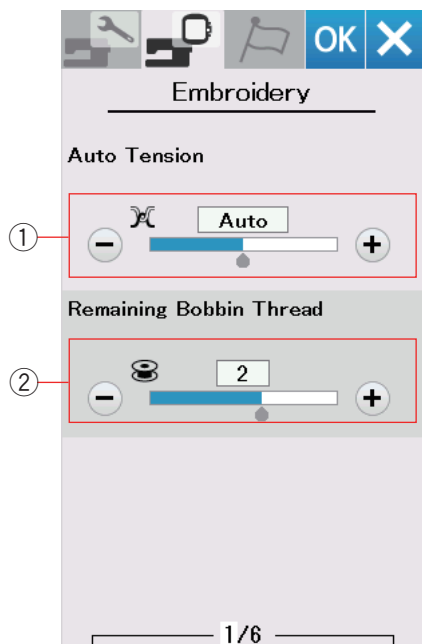 OK
Embroidery
Auto Tension
① Auto
Remaining Bobbin Thread
② 2
1/6